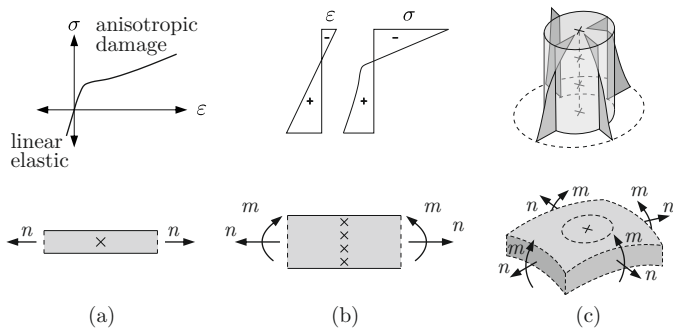 σ
anisotropic
damage
ε
linear
elastic
n
n
(a)
ε
σ
-
-
+
+
m
m
n
n
(b)
n
m
m
n
m
m
n
n
(c)